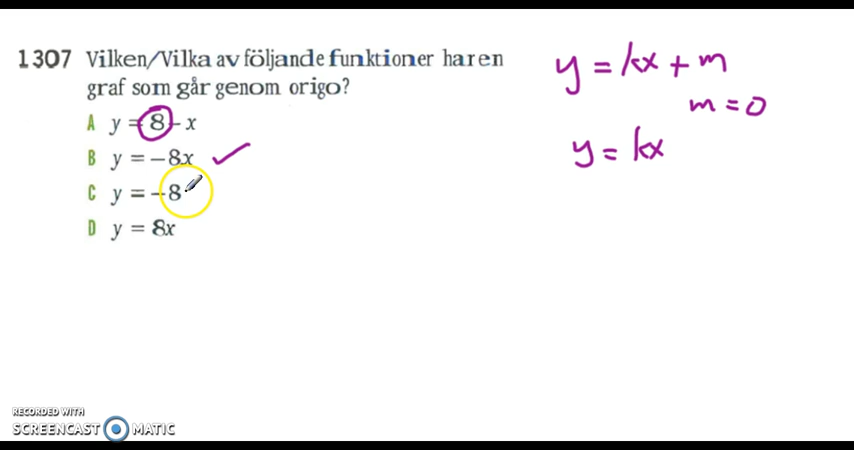 1307 Vilken/Vilka av följande funktioner har en
graf som går genom origo?
A y = 8 - x
B y = -8x
C y = -8
D y = 8x
y = kx + m
m = 0
y = kx
RECORDED WITH
SCREENCAST MATIC